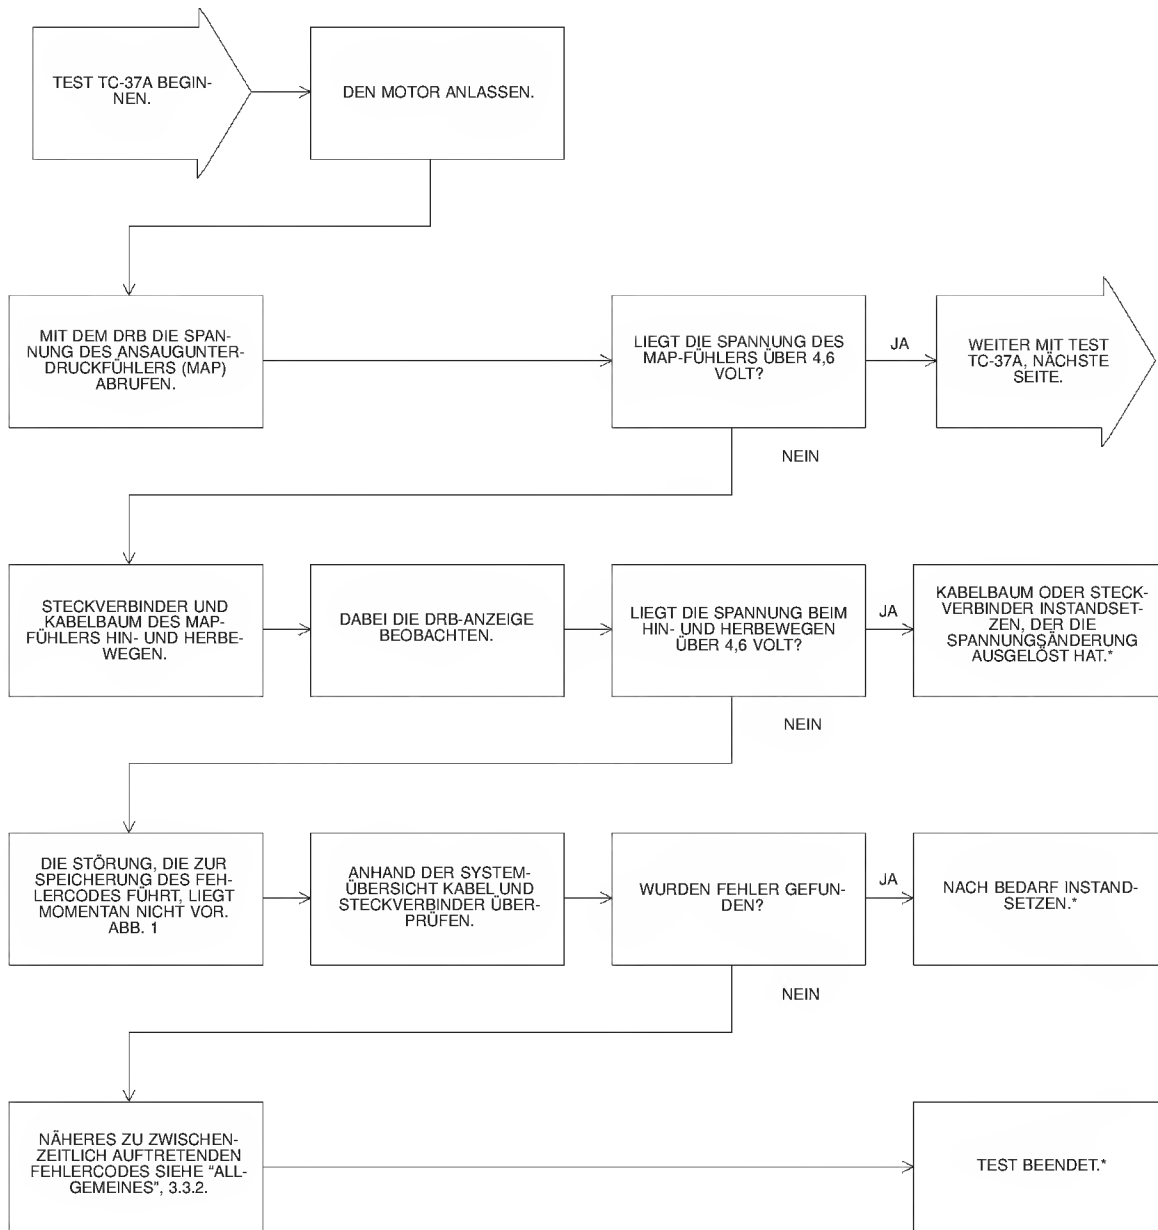 TEST TC-37A BEGIN-
NEN.
DEN MOTOR ANLASSEN.
MIT DEM DRB DIE SPAN-
NUNG DES ANSAUGUNTER-
DRUCKFÜHLERS (MAP)
ABRUFEN.
LIEGT DIE SPANNUNG DES
MAP-FÜHLERS ÜBER 4,6
VOLT?
JA
WEITER MIT TEST
TC-37A, NÄCHSTE
SEITE.
NEIN
STECKVERBINDER UND
KABELBAUM DES MAP-
FÜHLERS HIN- UND HERBE-
WEGEN.
DABEI DIE DRB-ANZEIGE
BEOBACHTEN.
LIEGT DIE SPANNUNG BEIM
HIN- UND HERBEWEGEN
ÜBER 4,6 VOLT?
JA
KABELBAUM ODER STECK-
VERBINDER INSTANDSET-
ZEN, DER DIE
SPANNUNGSÄNDERUNG
AUSGELÖST HAT.*
NEIN
DIE STÖRUNG, DIE ZUR
SPEICHERUNG DES FEH-
LERCODES FÜHRT, LIEGT
MOMENTAN NICHT VOR.
ABB. 1
ANHAND DER SYSTEM-
ÜBERSICHT KABEL UND
STECKVERBINDER ÜBER-
PRÜFEN.
WURDEN FEHLER GEFUN-
DEN?
JA
NACH BEDARF INSTAND-
SETZEN.*
NEIN
NÄHERES ZU ZWISCHEN-
ZEITLICH AUFTRETENDEN
FEHLERCODES SIEHE "ALL-
GEMEINES", 3.3.2.
TEST BEENDET.*